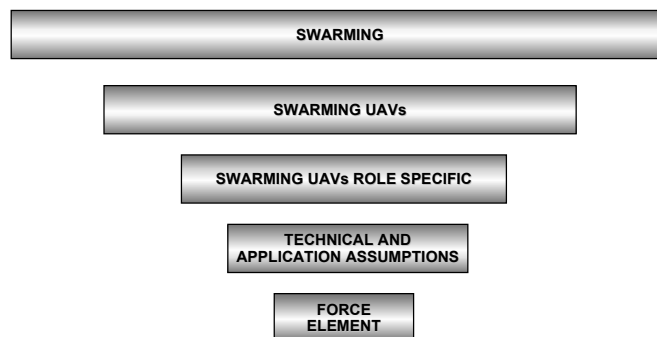 SWARMING
SWARMING UAVs
SWARMING UAVs ROLE SPECIFIC
TECHNICAL AND
APPLICATION ASSUMPTIONS
FORCE
ELEMENT